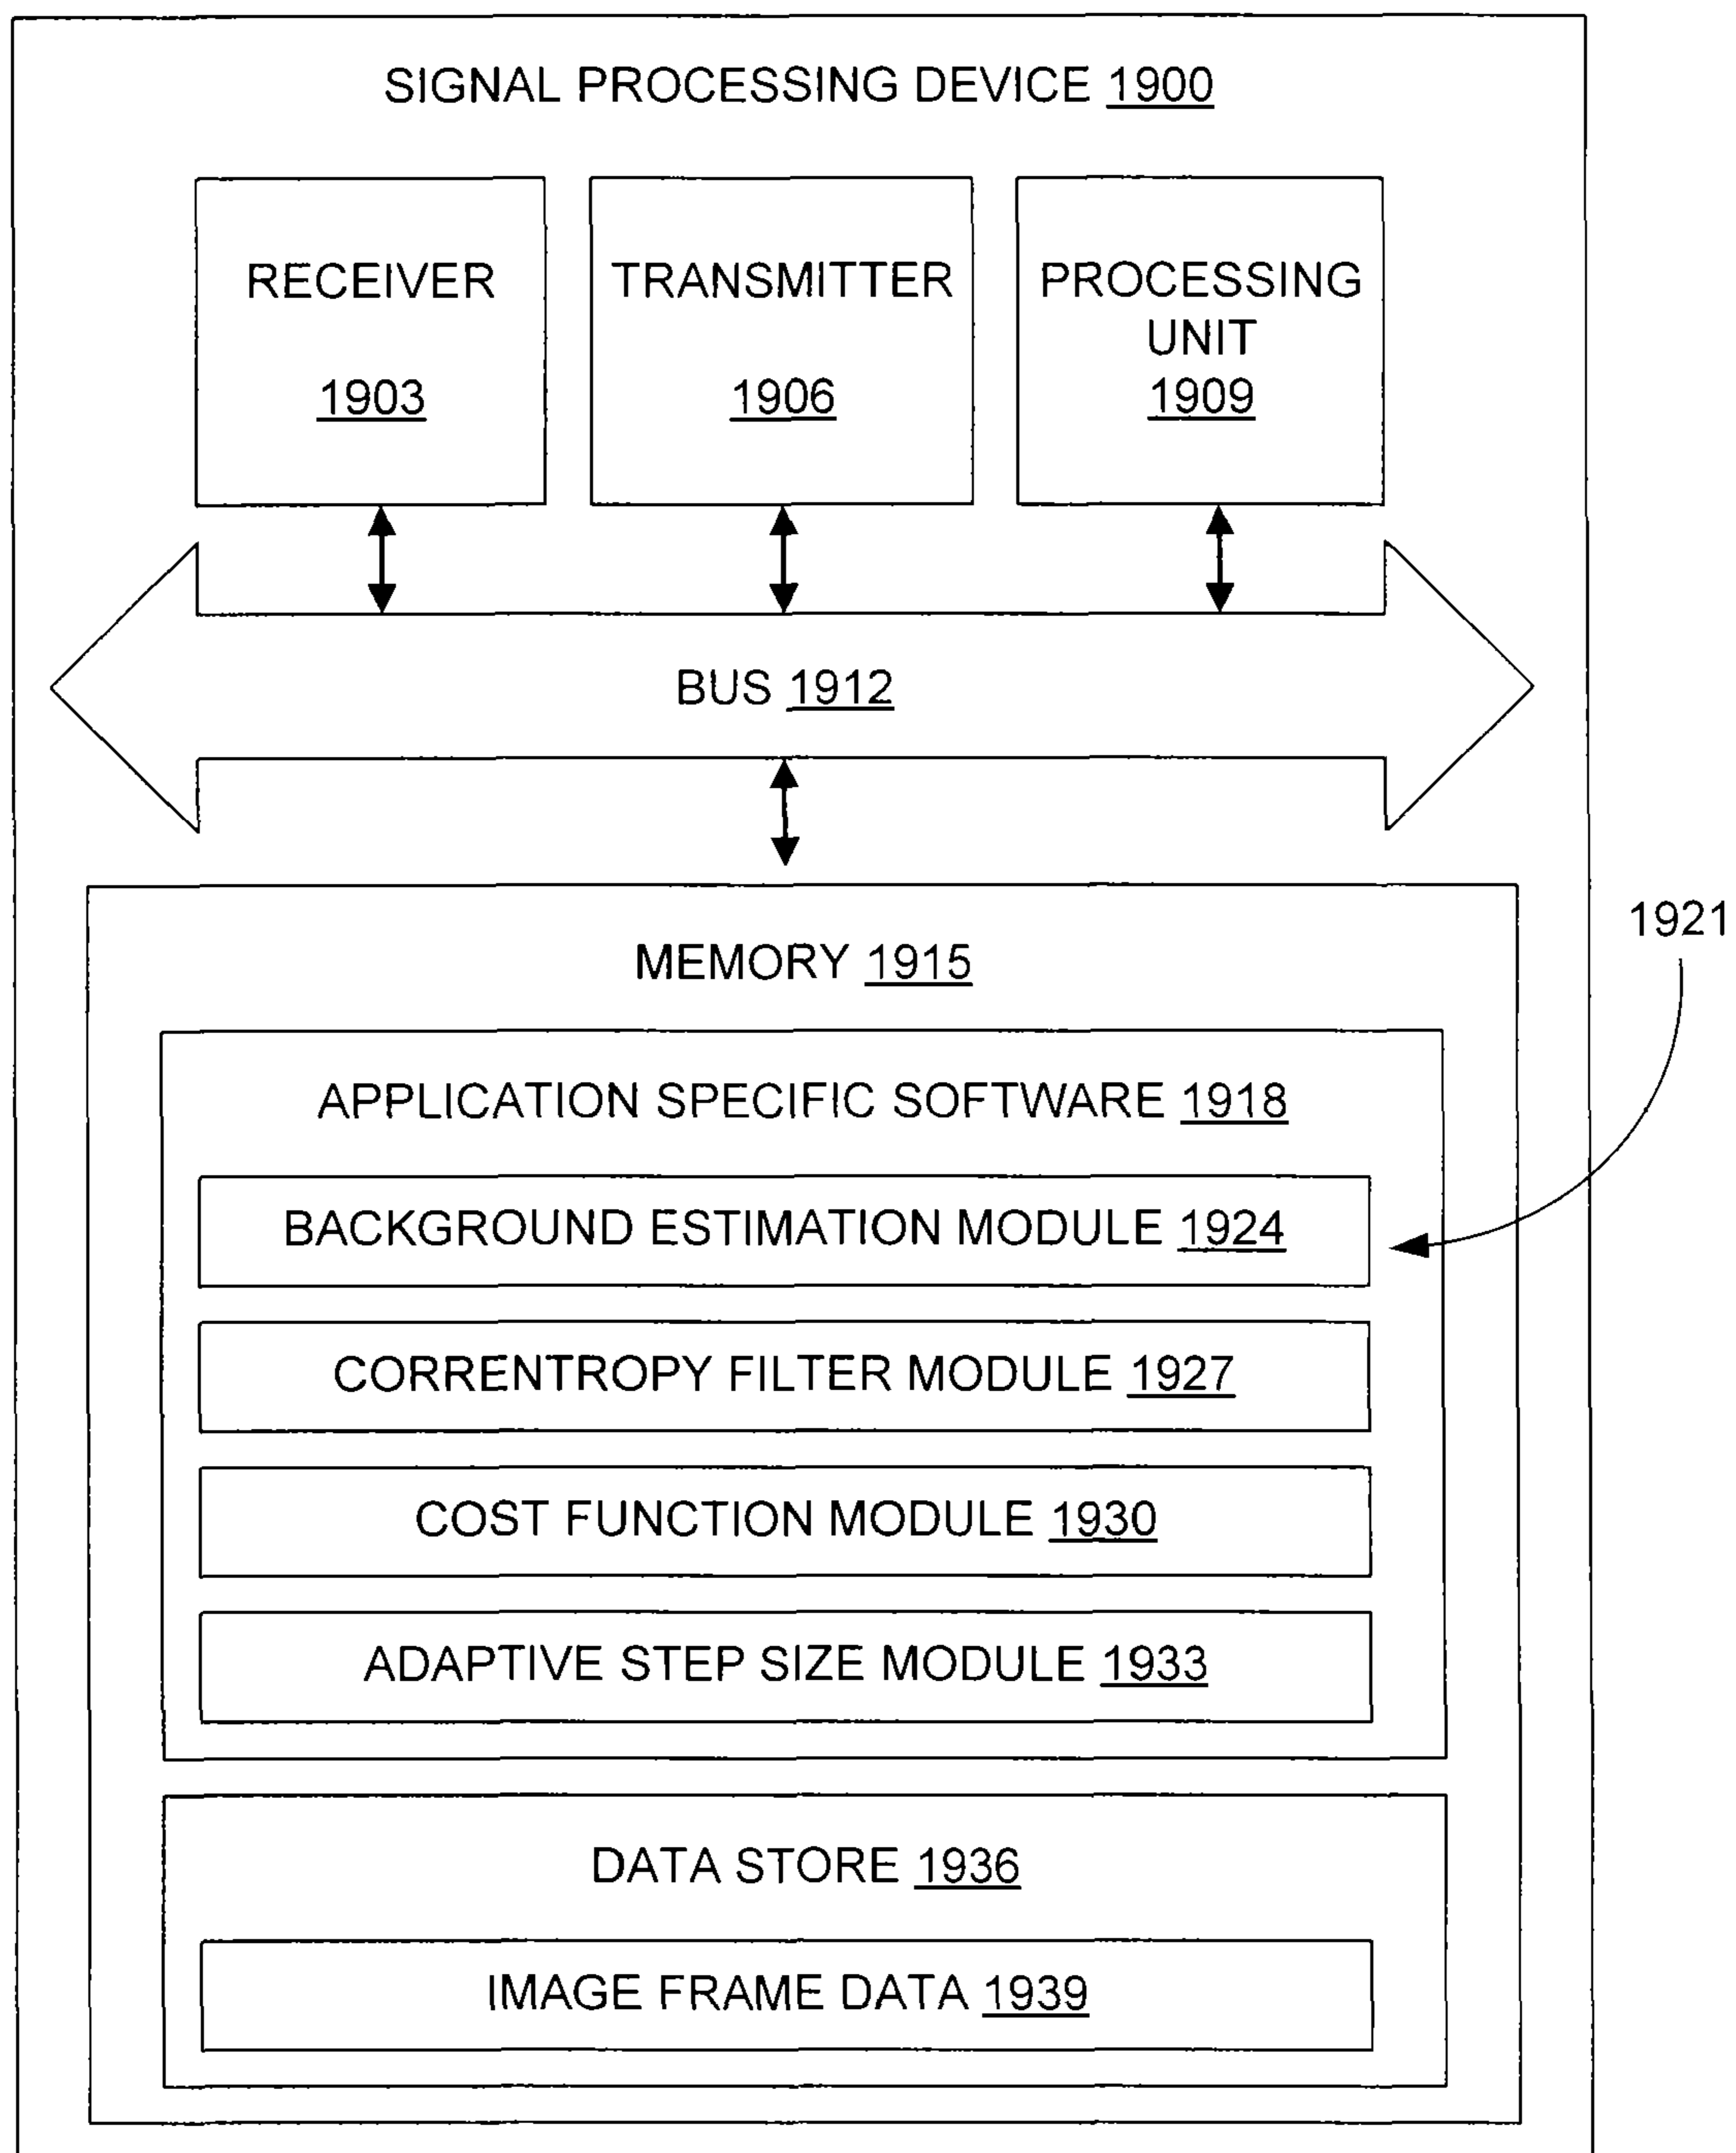 SIGNAL PROCESSING DEVICE 1900
RECEIVER
1903
TRANSMITTER
1906
PROCESSING
UNIT
1909
BUS 1912
1921
MEMORY 1915
APPLICATION SPECIFIC SOFTWARE 1918
BACKGROUND ESTIMATION MODULE 1924
CORRENTROPY FILTER MODULE 1927
COST FUNCTION MODULE 1930
ADAPTIVE STEP SIZE MODULE 1933
DATA STORE 1936
IMAGE FRAME DATA 1939